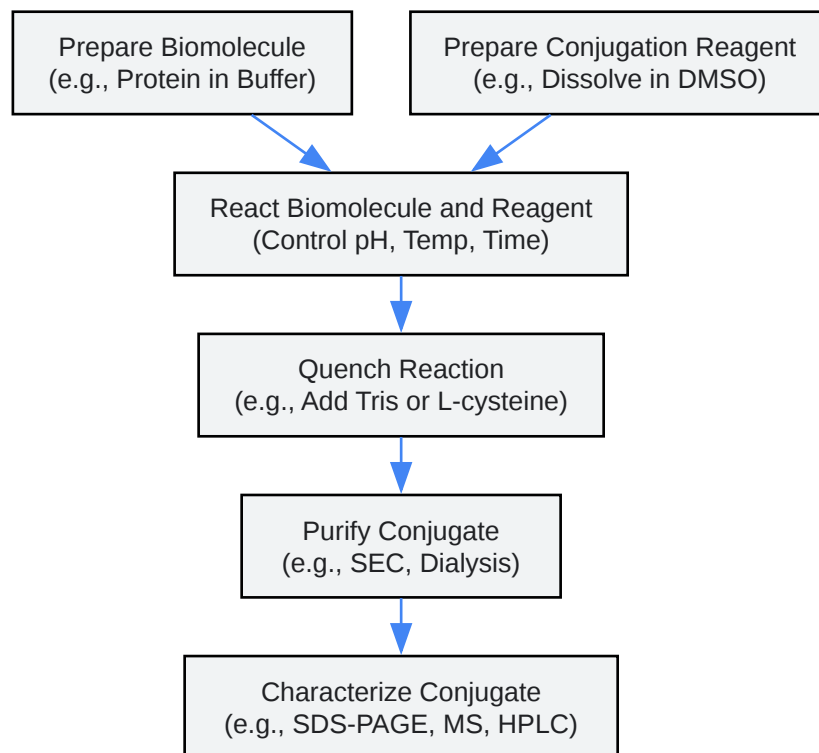 Prepare Biomolecule
(e.g., Protein in Buffer)
Prepare Conjugation Reagent
(e.g., Dissolve in DMSO)
React Biomolecule and Reagent
(Control pH, Temp, Time)
Quench Reaction
(e.g., Add Tris or L-cysteine)
Purify Conjugate
(e.g., SEC, Dialysis)
Characterize Conjugate
(e.g., SDS-PAGE, MS, HPLC)